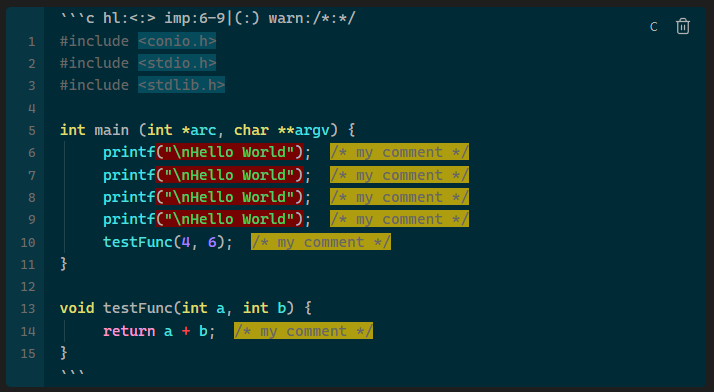 ```c hl:<:> imp:6-9|(:) warn:/*:*/
C
1 #include <conio.h>
2 #include <stdio.h>
3 #include <stdlib.h>
4
5 int main (int *arc, char **argv) {
6 printf("\nHello World"); /* my comment */
7 printf("\nHello World"); /* my comment */
8 printf("\nHello World"); /* my comment */
9 printf("\nHello World"); /* my comment */
10 testFunc(4, 6); /* my comment */
11 }
12
13 void testFunc(int a, int b) {
14 return a + b; /* my comment */
15 }
```